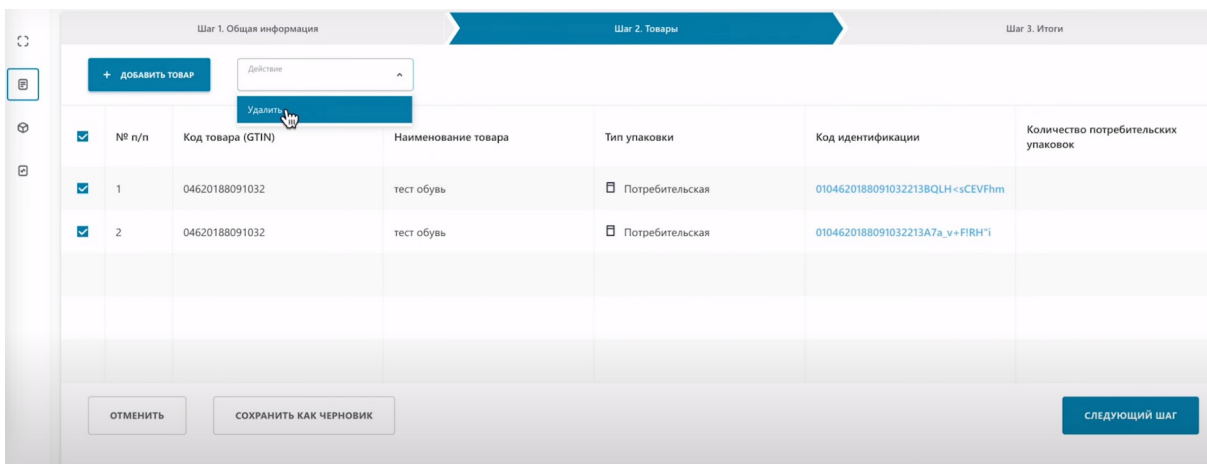 Шаг 1. Общая информация
Шаг 2. Товары
Шаг 3. Итоги
+ ДОБАВИТЬ ТОВАР
Действие
Удалить
№ п/п
Код товара (GTIN)
Наименование товара
Тип упаковки
Код идентификации
Количество потребительских
упаковок
1
04620188091032
тест обувь
Потребительская
0104620188091032213BQLH<sCEVFhm
2
04620188091032
тест обувь
Потребительская
0104620188091032213A7a_v+F!RH"i
ОТМЕНИТЬ
СОХРАНИТЬ КАК ЧЕРНОВИК
СЛЕДУЮЩИЙ ШАГ